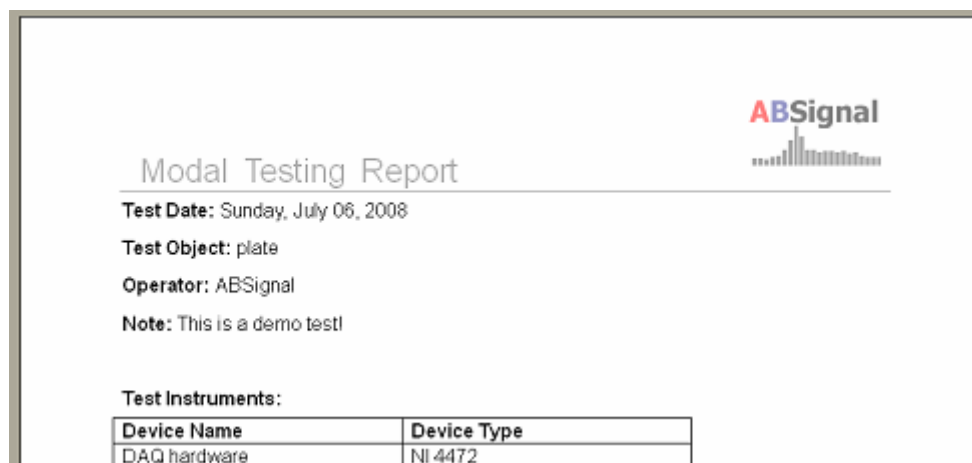 ABSignal
Modal Testing Report
Test Date: Sunday, July 06, 2008
Test Object: plate
Operator: ABSignal
Note: This is a demo test!
Test Instruments:
Device Name Device Type
DAQ hardware NI 4472